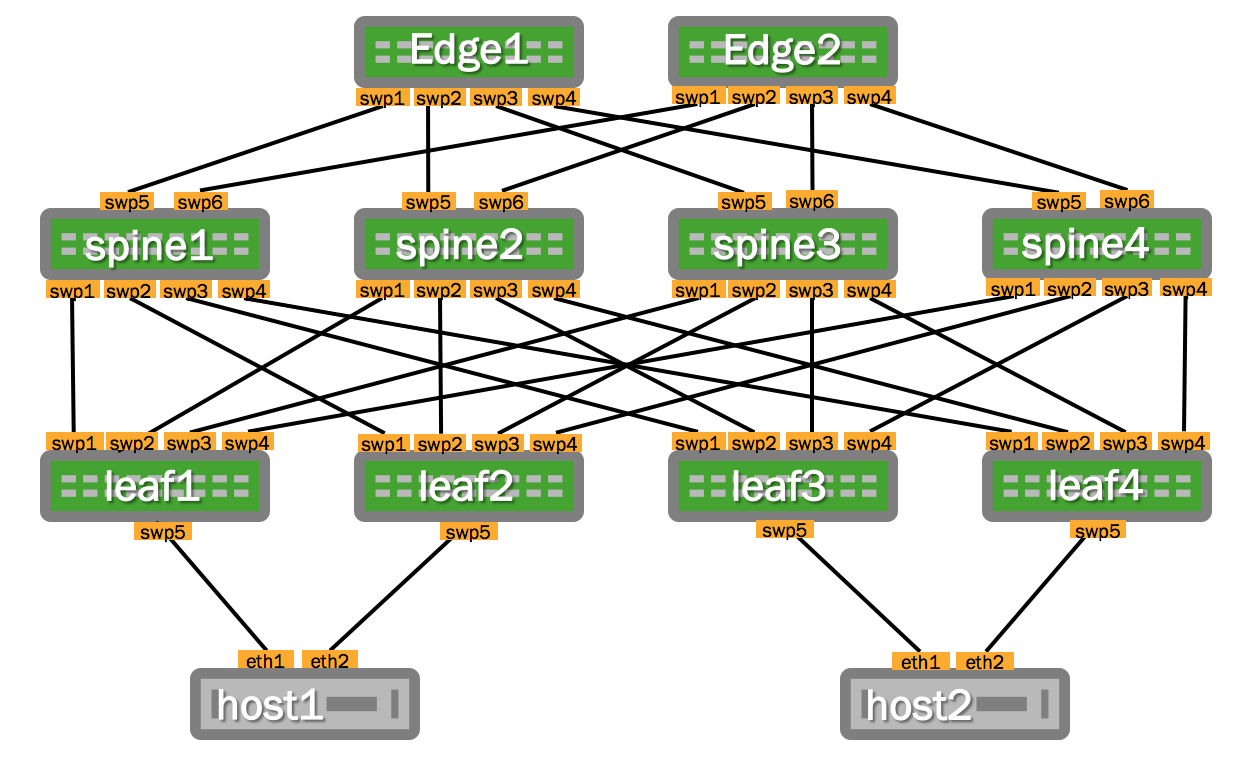 Edge1 Edge2
swp1 swp2 swp3 swp4 swp1 swp2 swp3 swp4
swp5 swp6 swp5 swp6 swp5 swp6 swp5 swp6
spine1 spine2 spine3 spine4
swp1 swp2 swp3 swp4 swp1 swp2 swp3 swp4 swp1 swp2 swp3 swp4 swp1 swp2 swp3 swp4
swp1 swp2 swp3 swp4 swp1 swp2 swp3 swp4 swp1 swp2 swp3 swp4 swp1 swp2 swp3 swp4
leaf1 leaf2 leaf3 leaf4
swp5 swp5 swp5 swp5
eth1 eth2 eth1 eth2
host1 host2